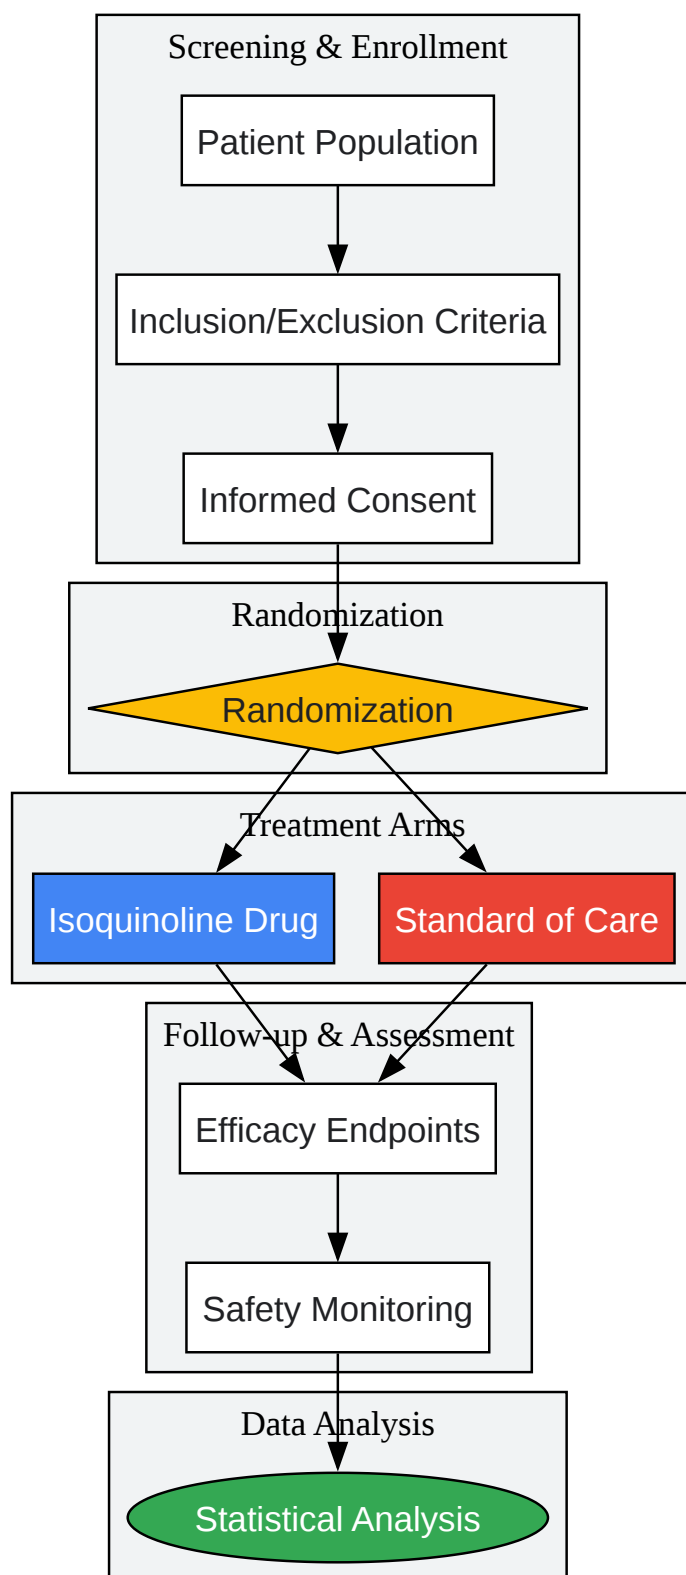 Screening & Enrollment
Patient Population
Inclusion/Exclusion Criteria
Informed Consent
Randomization
Randomization
Treatment Arms
Isoquinoline Drug
Standard of Care
Follow-up & Assessment
Efficacy Endpoints
Safety Monitoring
Data Analysis
Statistical Analysis